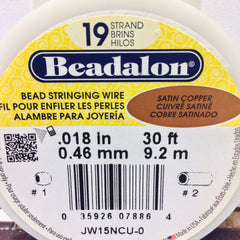 19 STRAND
BRINS
HILOS
Beadalon®
BEAD STRINGING WIRE
FIL POUR ENFILER LES PERLES
ALAMBRE PARA JOYERÍA
SATIN COPPER
CUIVRÉ SATINÉ
COBRE SATINADO
.018 in 30 ft
0.46 mm 9.2 m
# 1
# 2
0 35926 07886 4
JW15NCU-0